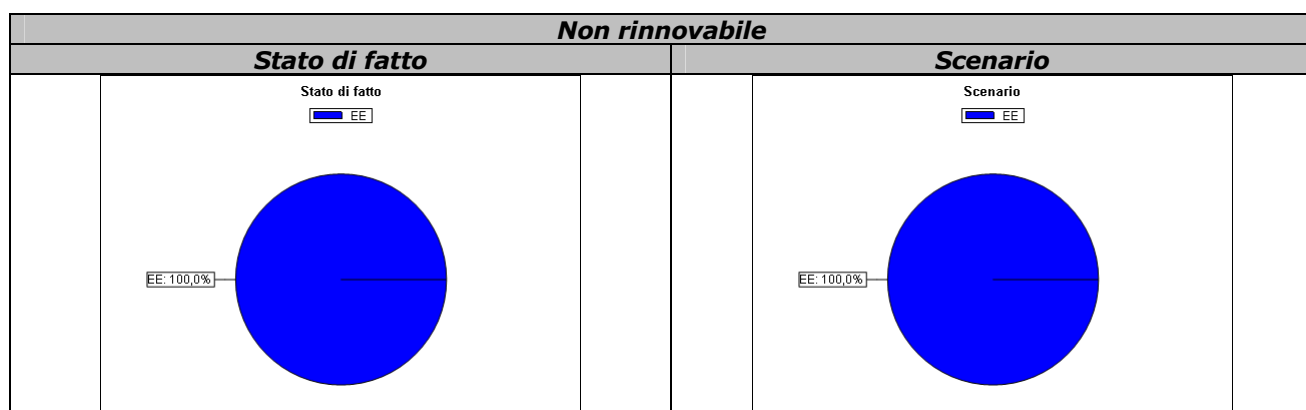 Non rinnovabile
Stato di fatto
Scenario
Stato di fatto
EE
EE: 100,0%
Scenario
EE
EE: 100,0%